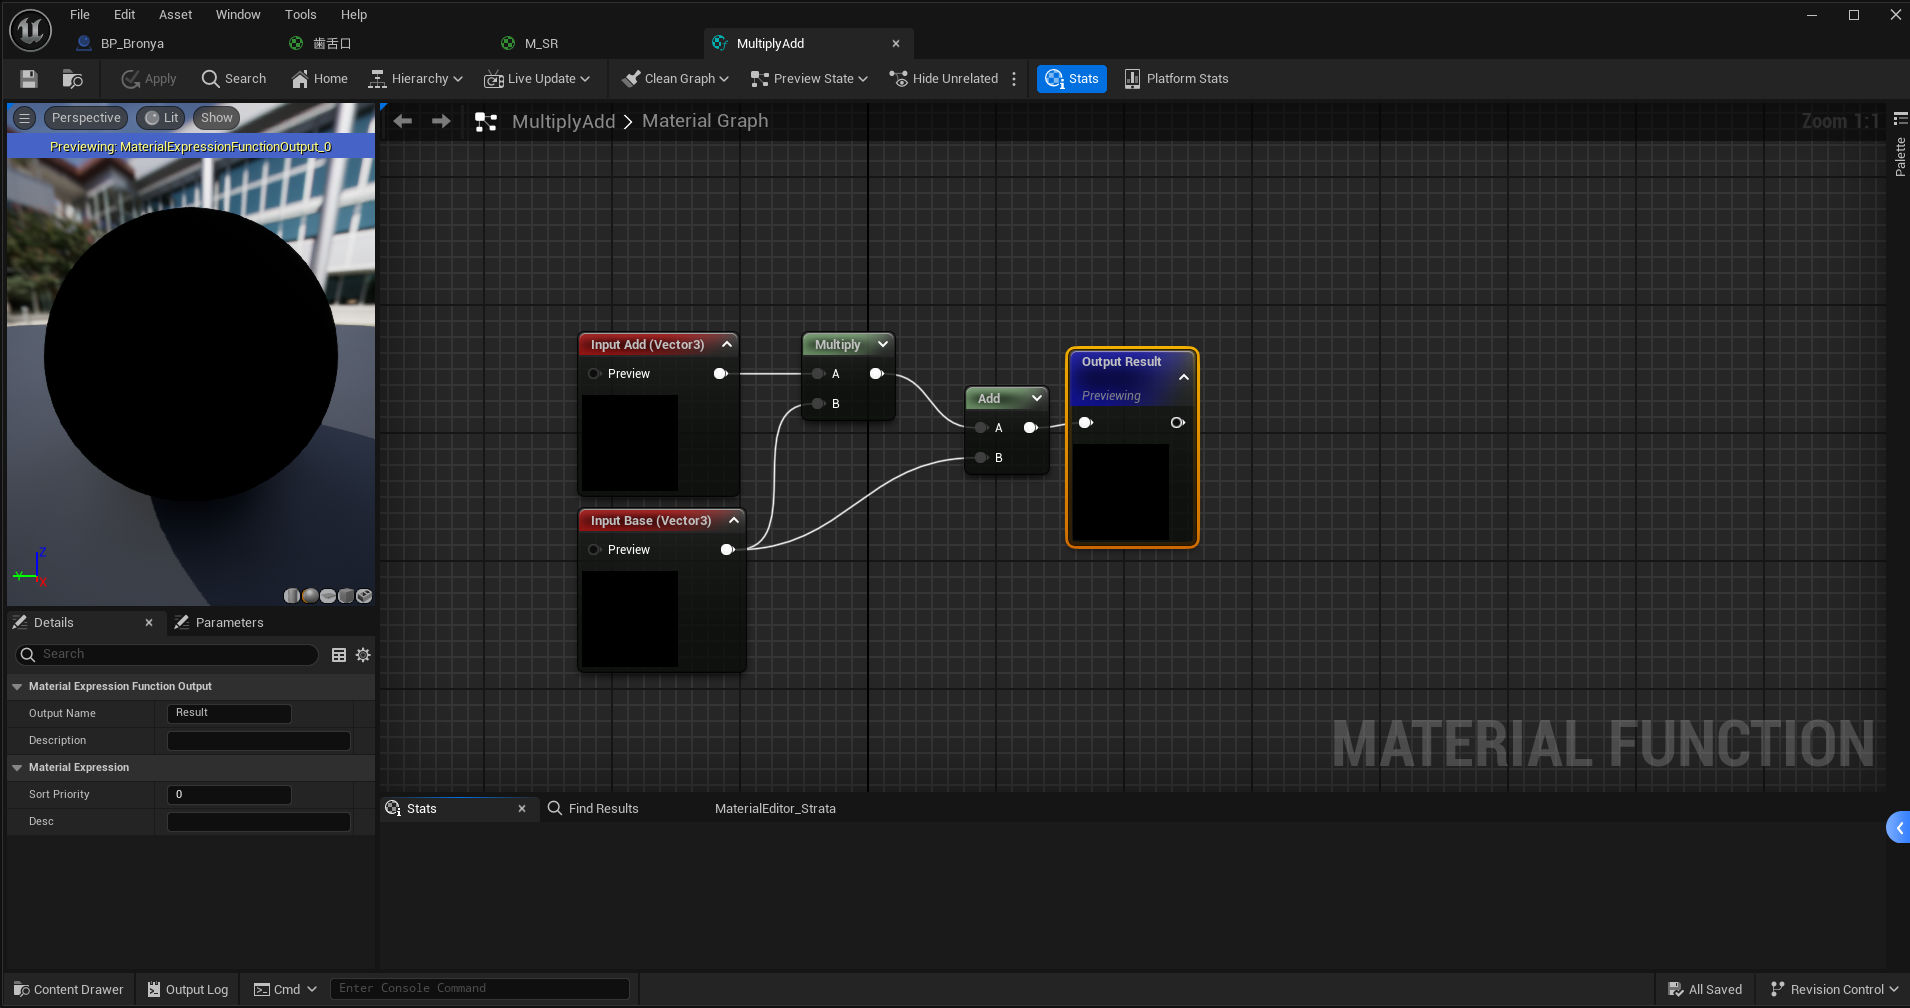 File Edit Asset Window Tools Help
BP_Bronya 歯舌口 M_SR MultiplyAdd
Apply Search Home Hierarchy Live Update Clean Graph Preview State Hide Unrelated Stats Platform Stats
Perspective Lit Show
MultiplyAdd > Material Graph
Zoom 1:1
Previewing: MaterialExpressionFunctionOutput_0
Palette
Input Add (Vector3)
Preview
Multiply
A
B
Output Result
Previewing
Add
A
B
Input Base (Vector3)
Preview
Z
Y
X
Details Parameters
Search
Material Expression Function Output
Output Name Result
Description
MATERIAL FUNCTION
Material Expression
Sort Priority 0
Desc
Stats Find Results MaterialEditor_Strata
Content Drawer Output Log Cmd Enter Console Command All Saved Revision Control